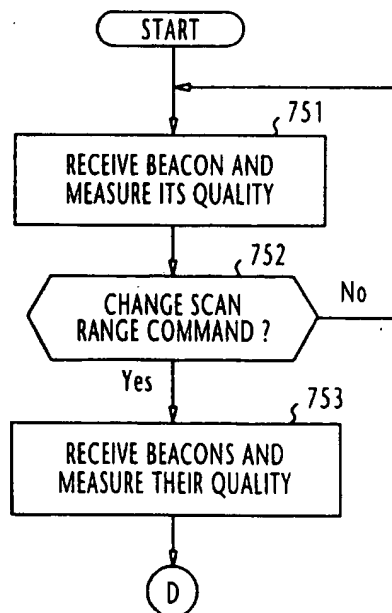 START
751
RECEIVE BEACON AND
MEASURE ITS QUALITY
752
CHANGE SCAN
RANGE COMMAND ?
No
Yes
753
RECEIVE BEACONS AND
MEASURE THEIR QUALITY
D